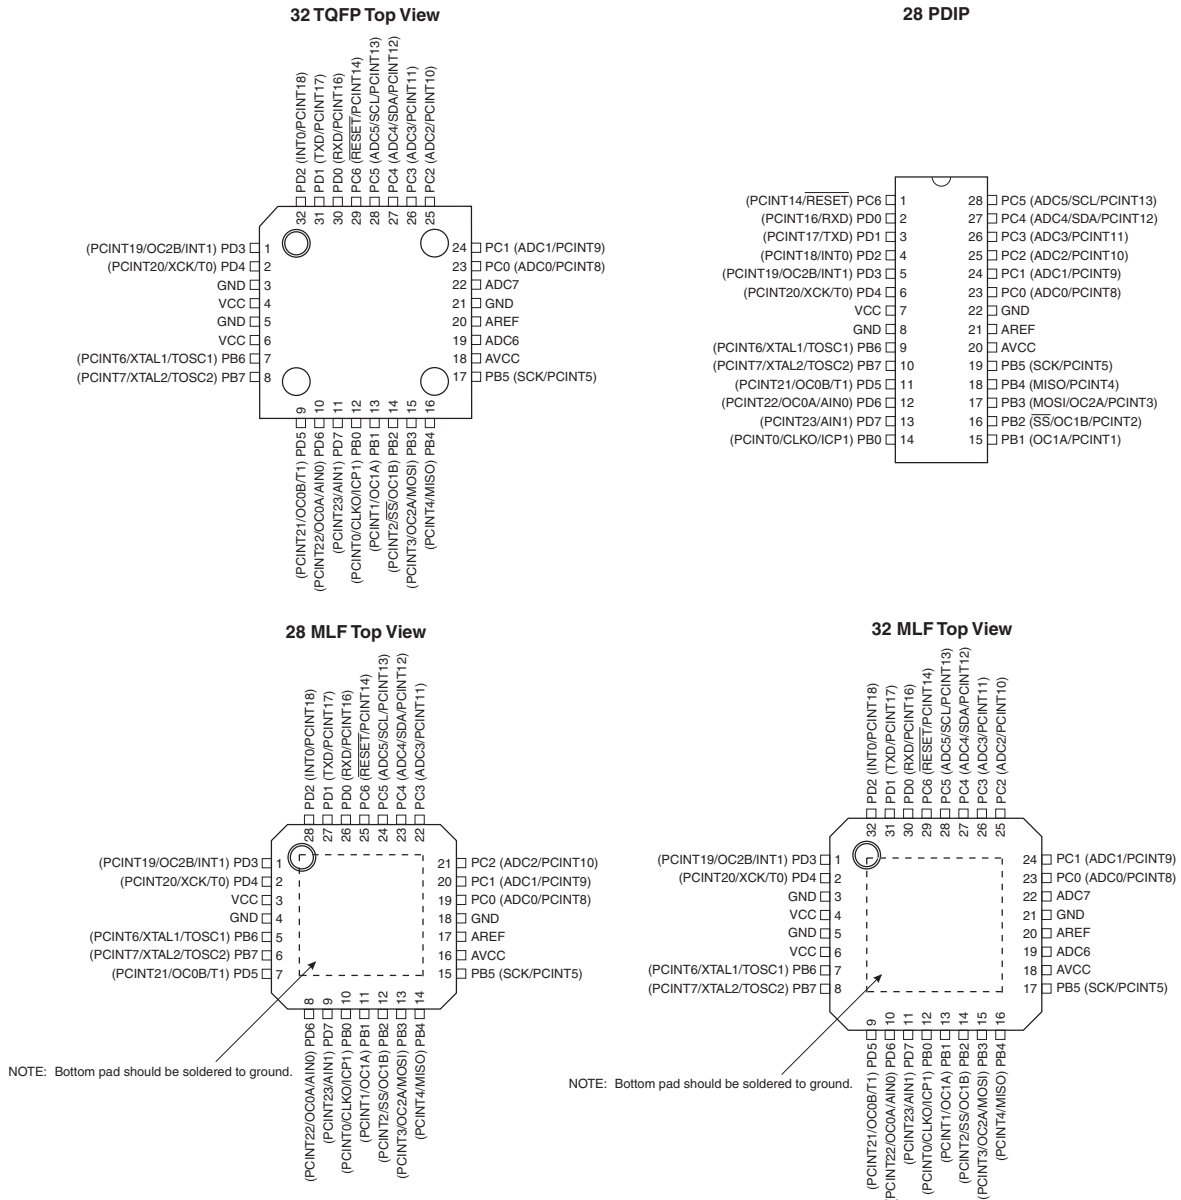 32 TQFP Top View
PD2 (INT0/PCINT18)
PD1 (TXD/PCINT17)
PD0 (RXD/PCINT16)
PC6 (RESET/PCINT14)
PC5 (ADC5/SCL/PCINT13)
PC4 (ADC4/SDA/PCINT12)
PC3 (ADC3/PCINT11)
PC2 (ADC2/PCINT10)
32 31 30 29 28 27 26 25
(PCINT19/OC2B/INT1) PD3 1
(PCINT20/XCK/T0) PD4 2
GND 3
VCC 4
GND 5
VCC 6
(PCINT6/XTAL1/TOSC1) PB6 7
(PCINT7/XTAL2/TOSC2) PB7 8
24 PC1 (ADC1/PCINT9)
23 PC0 (ADC0/PCINT8)
22 ADC7
21 GND
20 AREF
19 ADC6
18 AVCC
17 PB5 (SCK/PCINT5)
9 10 11 12 13 14 15 16
(PCINT21/OC0B/T1) PD5
(PCINT22/OC0A/AIN0) PD6
(PCINT23/AIN1) PD7
(PCINT0/CLKO/ICP1) PB0
(PCINT1/OC1A) PB1
(PCINT2/SS/OC1B) PB2
(PCINT3/OC2A/MOSI) PB3
(PCINT4/MISO) PB4
28 PDIP
(PCINT14/RESET) PC6 1
(PCINT16/RXD) PD0 2
(PCINT17/TXD) PD1 3
(PCINT18/INT0) PD2 4
(PCINT19/OC2B/INT1) PD3 5
(PCINT20/XCK/T0) PD4 6
VCC 7
GND 8
(PCINT6/XTAL1/TOSC1) PB6 9
(PCINT7/XTAL2/TOSC2) PB7 10
(PCINT21/OC0B/T1) PD5 11
(PCINT22/OC0A/AIN0) PD6 12
(PCINT23/AIN1) PD7 13
(PCINT0/CLKO/ICP1) PB0 14
28 PC5 (ADC5/SCL/PCINT13)
27 PC4 (ADC4/SDA/PCINT12)
26 PC3 (ADC3/PCINT11)
25 PC2 (ADC2/PCINT10)
24 PC1 (ADC1/PCINT9)
23 PC0 (ADC0/PCINT8)
22 GND
21 AREF
20 AVCC
19 PB5 (SCK/PCINT5)
18 PB4 (MISO/PCINT4)
17 PB3 (MOSI/OC2A/PCINT3)
16 PB2 (SS/OC1B/PCINT2)
15 PB1 (OC1A/PCINT1)
28 MLF Top View
PD2 (INT0/PCINT18)
PD1 (TXD/PCINT17)
PD0 (RXD/PCINT16)
PC6 (RESET/PCINT14)
PC5 (ADC5/SCL/PCINT13)
PC4 (ADC4/SDA/PCINT12)
PC3 (ADC3/PCINT11)
28 27 26 25 24 23 22
(PCINT19/OC2B/INT1) PD3 1
(PCINT20/XCK/T0) PD4 2
VCC 3
GND 4
(PCINT6/XTAL1/TOSC1) PB6 5
(PCINT7/XTAL2/TOSC2) PB7 6
(PCINT21/OC0B/T1) PD5 7
21 PC2 (ADC2/PCINT10)
20 PC1 (ADC1/PCINT9)
19 PC0 (ADC0/PCINT8)
18 GND
17 AREF
16 AVCC
15 PB5 (SCK/PCINT5)
8 9 10 11 12 13 14
(PCINT22/OC0A/AIN0) PD6
(PCINT23/AIN1) PD7
(PCINT0/CLKO/ICP1) PB0
(PCINT1/OC1A) PB1
(PCINT2/SS/OC1B) PB2
(PCINT3/OC2A/MOSI) PB3
(PCINT4/MISO) PB4
NOTE: Bottom pad should be soldered to ground.
32 MLF Top View
PD2 (INT0/PCINT18)
PD1 (TXD/PCINT17)
PD0 (RXD/PCINT16)
PC6 (RESET/PCINT14)
PC5 (ADC5/SCL/PCINT13)
PC4 (ADC4/SDA/PCINT12)
PC3 (ADC3/PCINT11)
PC2 (ADC2/PCINT10)
32 31 30 29 28 27 26 25
(PCINT19/OC2B/INT1) PD3 1
(PCINT20/XCK/T0) PD4 2
GND 3
VCC 4
GND 5
VCC 6
(PCINT6/XTAL1/TOSC1) PB6 7
(PCINT7/XTAL2/TOSC2) PB7 8
24 PC1 (ADC1/PCINT9)
23 PC0 (ADC0/PCINT8)
22 ADC7
21 GND
20 AREF
19 ADC6
18 AVCC
17 PB5 (SCK/PCINT5)
9 10 11 12 13 14 15 16
(PCINT21/OC0B/T1) PD5
(PCINT22/OC0A/AIN0) PD6
(PCINT23/AIN1) PD7
(PCINT0/CLKO/ICP1) PB0
(PCINT1/OC1A) PB1
(PCINT2/SS/OC1B) PB2
(PCINT3/OC2A/MOSI) PB3
(PCINT4/MISO) PB4
NOTE: Bottom pad should be soldered to ground.